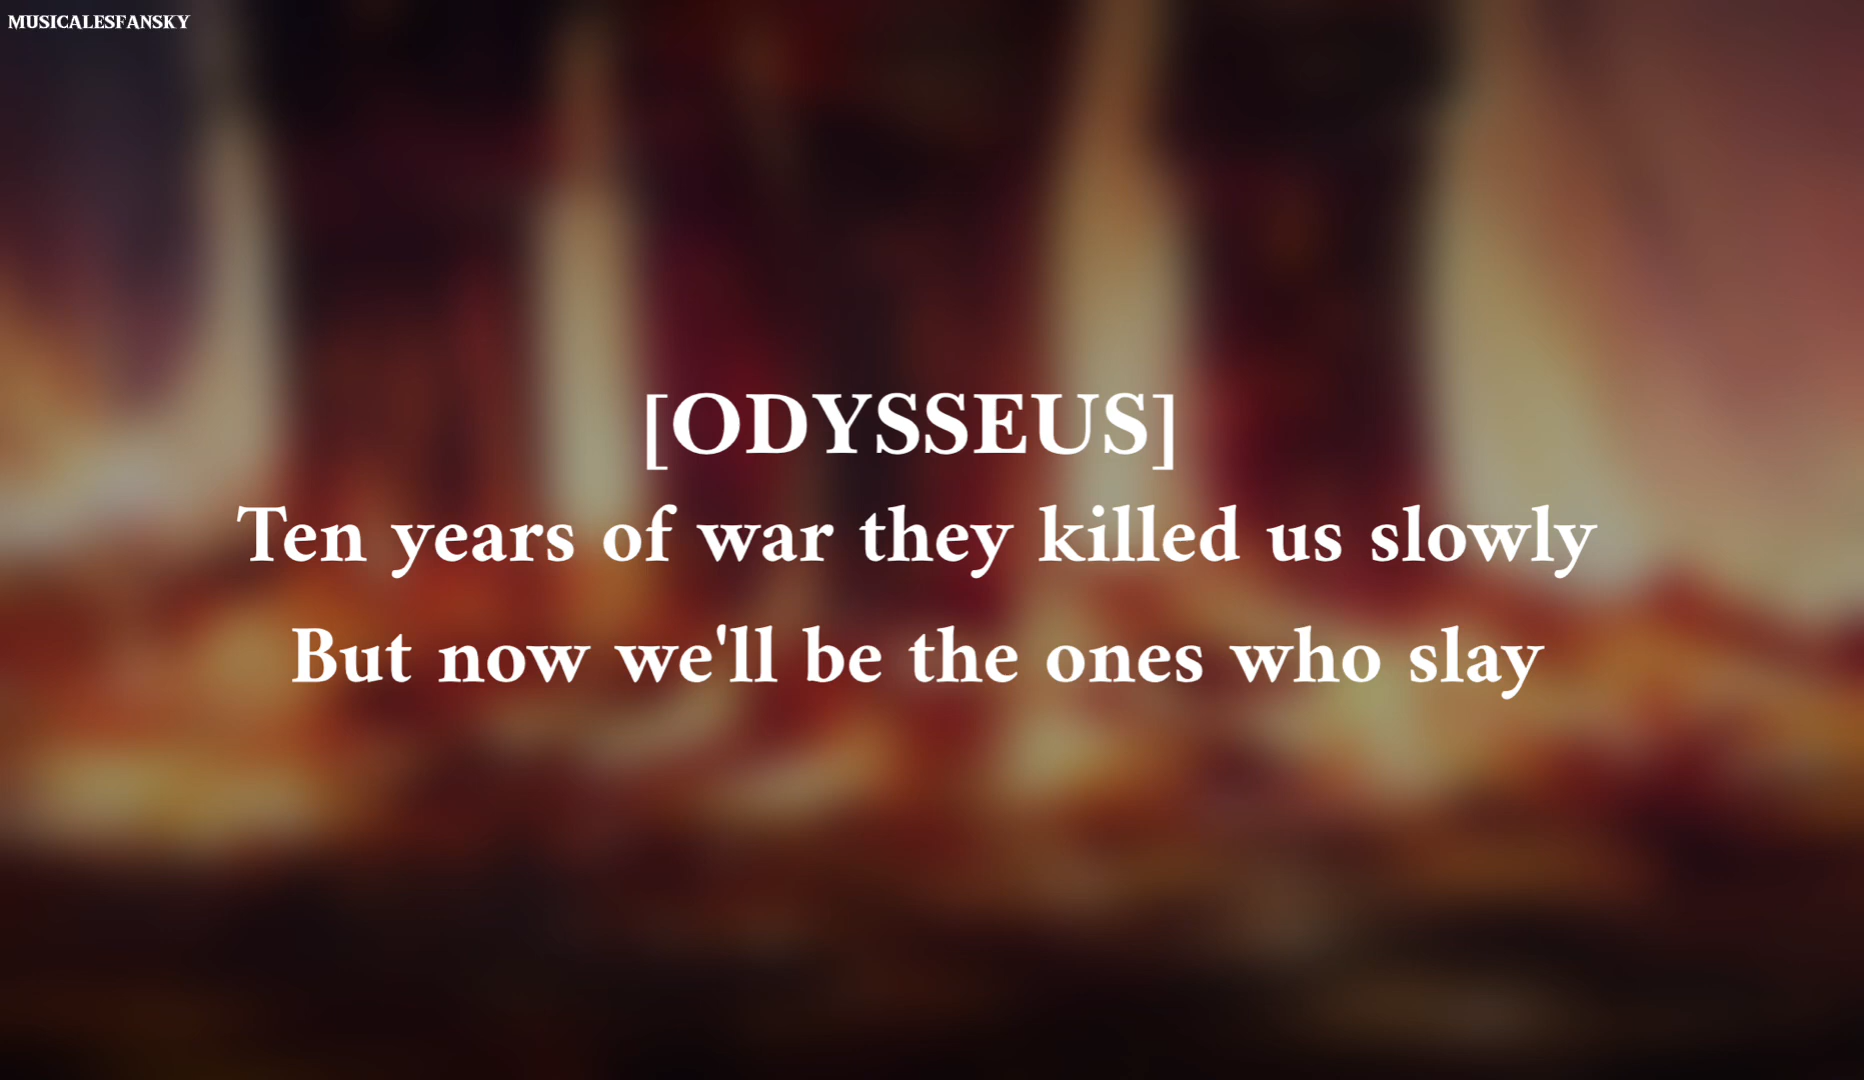 MUSICALESFANSKY
[ODYSSEUS]
Ten years of war they killed us slowly
But now we'll be the ones who slay